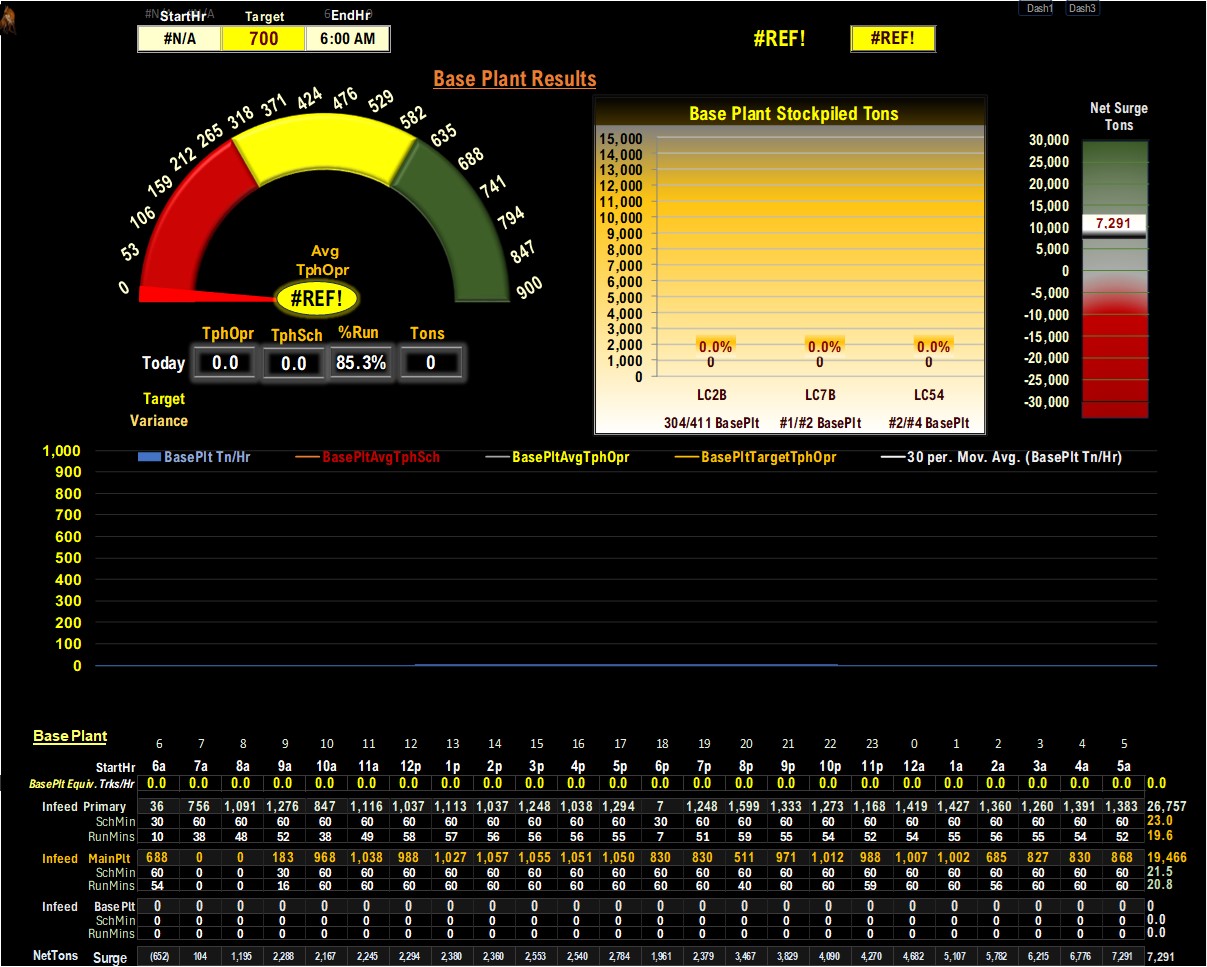 Dash1 Dash3
StartHr Target EndHr
#N/A 700 6:00 AM
#REF! #REF!
Base Plant Results
0 53 106 159 212 265 318 371 424 476 529 582 635 688 741 794 847 900
Avg
TphOpr
#REF!
TphOpr TphSch %Run Tons
Today 0.0 0.0 85.3% 0
Target
Variance
Base Plant Stockpiled Tons
15,000
14,000
13,000
12,000
11,000
10,000
9,000
8,000
7,000
6,000
5,000
4,000
3,000
2,000
1,000
0
0.0% 0.0% 0.0%
0 0 0
LC2B LC7B LC54
304/411 BasePlt #1/#2 BasePlt #2/#4 BasePlt
Net Surge
Tons
30,000
25,000
20,000
15,000
10,000
5,000
0
-5,000
-10,000
-15,000
-20,000
-25,000
-30,000
7,291
BasePlt Tn/Hr BasePltAvgTphSch BasePltAvgTphOpr BasePltTargetTphOpr 30 per. Mov. Avg. (BasePlt Tn/Hr)
1,000
900
800
700
600
500
400
300
200
100
0
Base Plant
6 7 8 9 10 11 12 13 14 15 16 17 18 19 20 21 22 23 0 1 2 3 4 5
StartHr 6a 7a 8a 9a 10a 11a 12p 1p 2p 3p 4p 5p 6p 7p 8p 9p 10p 11p 12a 1a 2a 3a 4a 5a
BasePlt Equiv. Trks/Hr 0.0 0.0 0.0 0.0 0.0 0.0 0.0 0.0 0.0 0.0 0.0 0.0 0.0 0.0 0.0 0.0 0.0 0.0 0.0 0.0 0.0 0.0 0.0 0.0 0.0
Infeed Primary 36 756 1,091 1,276 847 1,116 1,037 1,113 1,037 1,248 1,038 1,294 7 1,248 1,599 1,333 1,273 1,168 1,419 1,427 1,360 1,260 1,391 1,383 26,757
SchMin 30 60 60 60 60 60 60 60 60 60 60 60 30 60 60 60 60 60 60 60 60 60 60 60 23.0
RunMins 10 38 48 52 38 49 58 57 56 56 56 55 7 51 59 55 54 52 54 55 56 55 54 52 19.6
Infeed MainPlt 688 0 0 183 968 1,038 988 1,027 1,057 1,055 1,051 1,050 830 830 511 971 1,012 988 1,007 1,002 685 827 830 868 19,466
SchMin 60 0 0 30 60 60 60 60 60 60 60 60 60 60 60 60 60 60 60 60 60 60 60 60 21.5
RunMins 54 0 0 16 60 60 60 60 60 60 60 60 60 60 40 60 60 59 60 60 56 60 60 60 20.8
Infeed BasePlt 0 0 0 0 0 0 0 0 0 0 0 0 0 0 0 0 0 0 0 0 0 0 0 0 0
SchMin 0 0 0 0 0 0 0 0 0 0 0 0 0 0 0 0 0 0 0 0 0 0 0 0 0.0
RunMins 0 0 0 0 0 0 0 0 0 0 0 0 0 0 0 0 0 0 0 0 0 0 0 0 0.0
NetTons Surge (652) 104 1,195 2,288 2,167 2,245 2,294 2,380 2,360 2,553 2,540 2,784 1,961 2,379 3,467 3,829 4,090 4,270 4,682 5,107 5,782 6,215 6,776 7,291 7,291